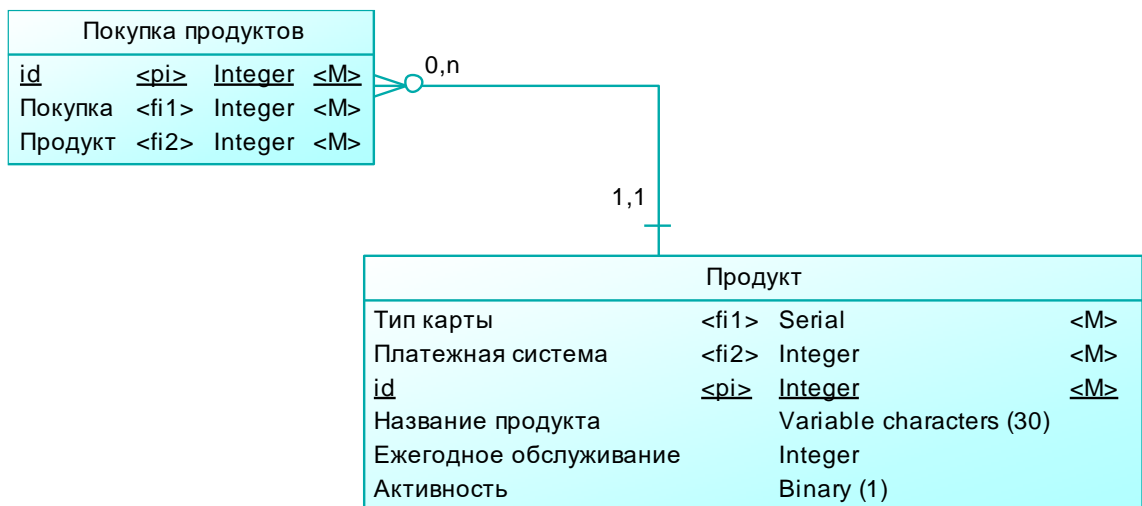 Покупка продуктов
id <pi> Integer <M>
Покупка <fi1> Integer <M>
Продукт <fi2> Integer <M>
0,n
1,1
Продукт
Тип карты <fi1> Serial <M>
Платежная система <fi2> Integer <M>
id <pi> Integer <M>
Название продукта Variable characters (30)
Ежегодное обслуживание Integer
Активность Binary (1)